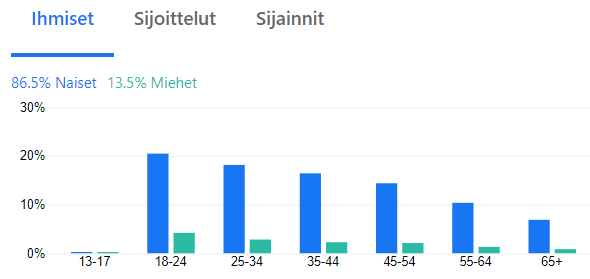 Ihmiset Sijoittelut Sijainnit
86.5% Naiset 13.5% Miehet
30%
20%
10%
0%
13-17 18-24 25-34 35-44 45-54 55-64 65+